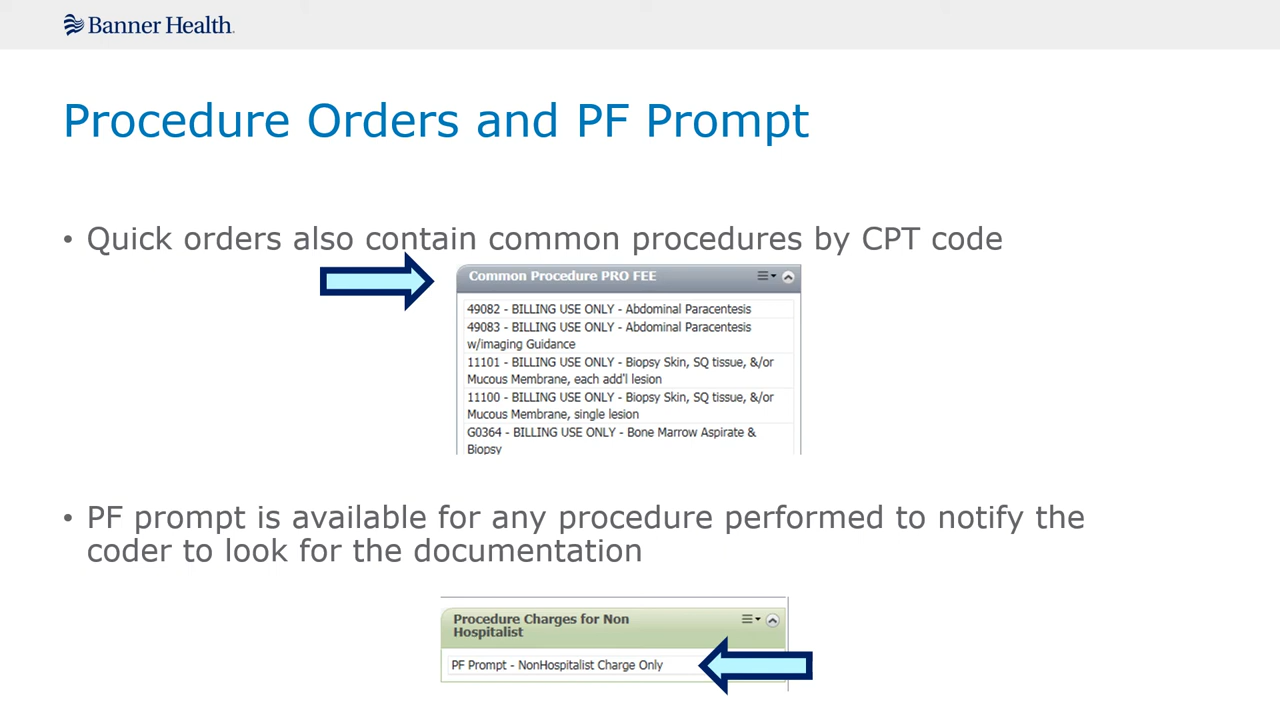 Banner Health.
Procedure Orders and PF Prompt
• Quick orders also contain common procedures by CPT code
Common Procedure PRO FEE
49082 - BILLING USE ONLY - Abdominal Paracentesis
49083 - BILLING USE ONLY - Abdominal Paracentesis
w/imaging Guidance
11101 - BILLING USE ONLY - Biopsy Skin, SQ tissue, &/or
Mucous Membrane, each add'l lesion
11100 - BILLING USE ONLY - Biopsy Skin, SQ tissue, &/or
Mucous Membrane, single lesion
G0364 - BILLING USE ONLY - Bone Marrow Aspirate &
Biopsy
• PF prompt is available for any procedure performed to notify the
coder to look for the documentation
Procedure Charges for Non
Hospitalist
PF Prompt - NonHospitalist Charge Only